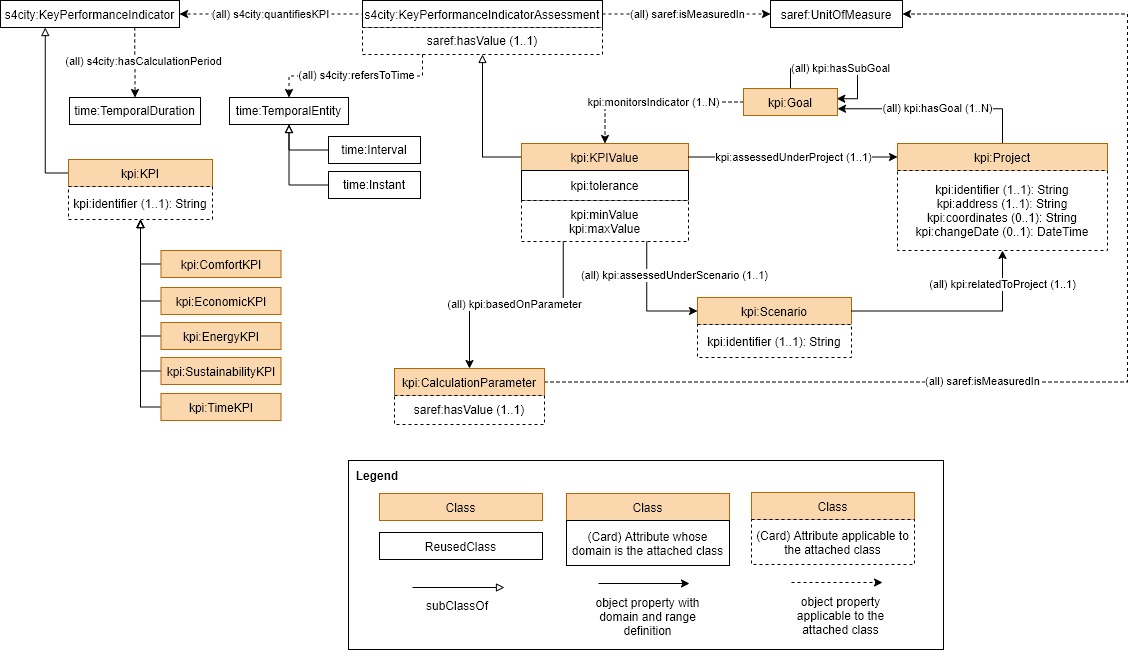 s4city:KeyPerformanceIndicator
(all) s4city:quantifiesKPI
s4city:KeyPerformanceIndicatorAssessment
saref:hasValue (1..1)
(all) saref:isMeasuredIn
saref:UnitOfMeasure
(all) s4city:hasCalculationPeriod
(all) s4city:refersToTime
time:TemporalDuration
time:TemporalEntity
time:Interval
time:Instant
(all) kpi:hasSubGoal
kpi:Goal
kpi:monitorsIndicator (1..N)
(all) kpi:hasGoal (1..N)
kpi:KPI
kpi:identifier (1..1): String
kpi:ComfortKPI
kpi:EconomicKPI
kpi:EnergyKPI
kpi:SustainabilityKPI
kpi:TimeKPI
kpi:KPIValue
kpi:tolerance
kpi:minValue
kpi:maxValue
kpi:assessedUnderProject (1..1)
kpi:Project
kpi:identifier (1..1): String
kpi:address (1..1): String
kpi:coordinates (0..1): String
kpi:changeDate (0..1): DateTime
(all) kpi:assessedUnderScenario (1..1)
(all) kpi:relatedToProject (1..1)
(all) kpi:basedOnParameter
kpi:Scenario
kpi:identifier (1..1): String
kpi:CalculationParameter
saref:hasValue (1..1)
(all) saref:isMeasuredIn
Legend
Class
ReusedClass
subClassOf
Class
(Card) Attribute whose
domain is the attached class
object property with
domain and range
definition
Class
(Card) Attribute applicable to
the attached class
object property
applicable to the
attached class